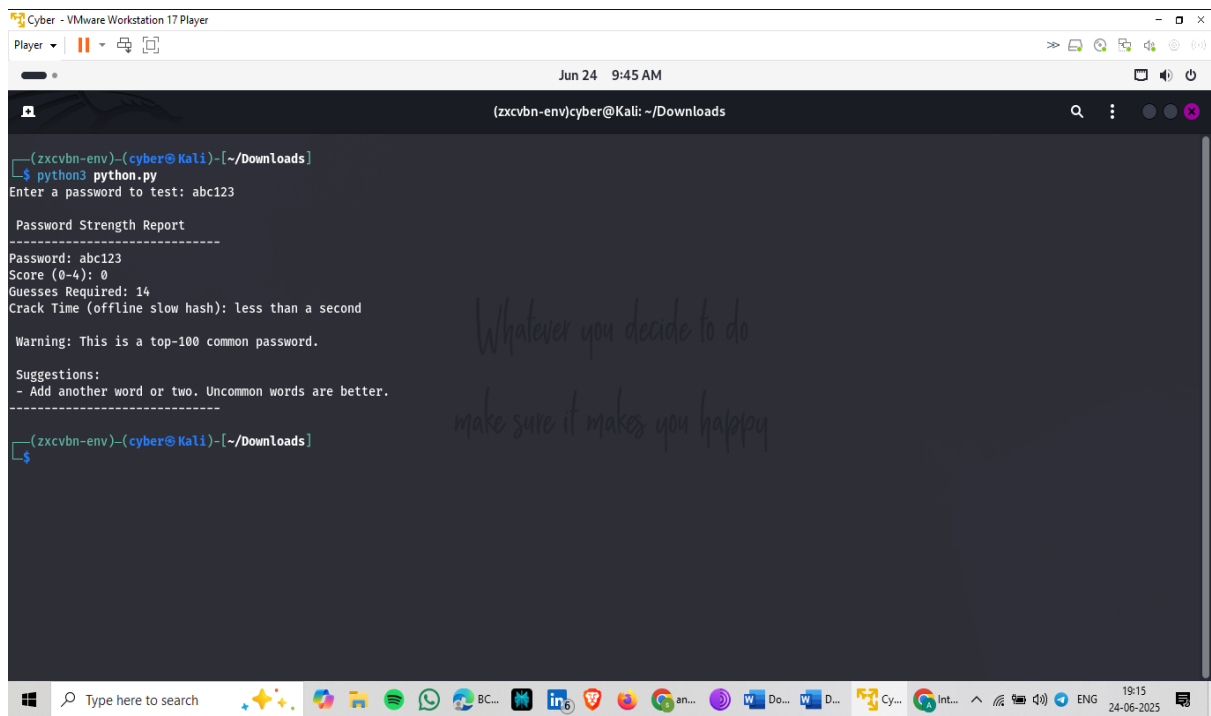 Cyber - VMware Workstation 17 Player
Player
Jun 24 9:45 AM
(zxcvbn-env)cyber@Kali: ~/Downloads
(zxcvbn-env)-(cyber㉿Kali)-[~/Downloads]
$ python3 python.py
Enter a password to test: abc123
Password Strength Report
------------------------------
Password: abc123
Score (0-4): 0
Guesses Required: 14
Crack Time (offline slow hash): less than a second
Warning: This is a top-100 common password.
Suggestions:
- Add another word or two. Uncommon words are better.
------------------------------
(zxcvbn-env)-(cyber㉿Kali)-[~/Downloads]
$
Whatever you decide to do
make sure it makes you happy
Type here to search
BC...
in 6
an...
Do...
D...
Cy...
Int...
ENG
19:15
24-06-2025